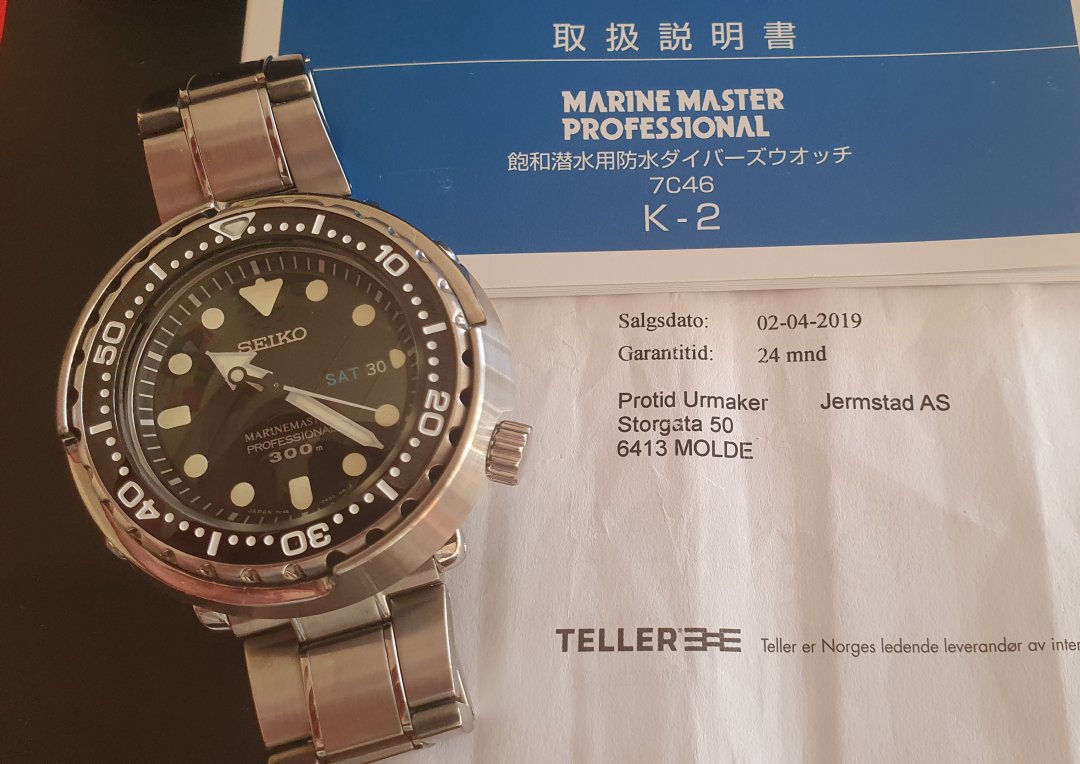 取扱説明書
MARINE MASTER
PROFESSIONAL
飽和潜水用防水ダイバーズウオッチ
7C46
K-2
10
20
30
40
50
SEIKO
SAT 30
MARINEMASTER
PROFESSIONAL
300m
JAPAN 7C46
Salgsdato: 02-04-2019
Garantitid: 24 mnd
Protid Urmaker Jermstad AS
Storgata 50
6413 MOLDE
TELLER
Teller er Norges ledende leverandør av inter